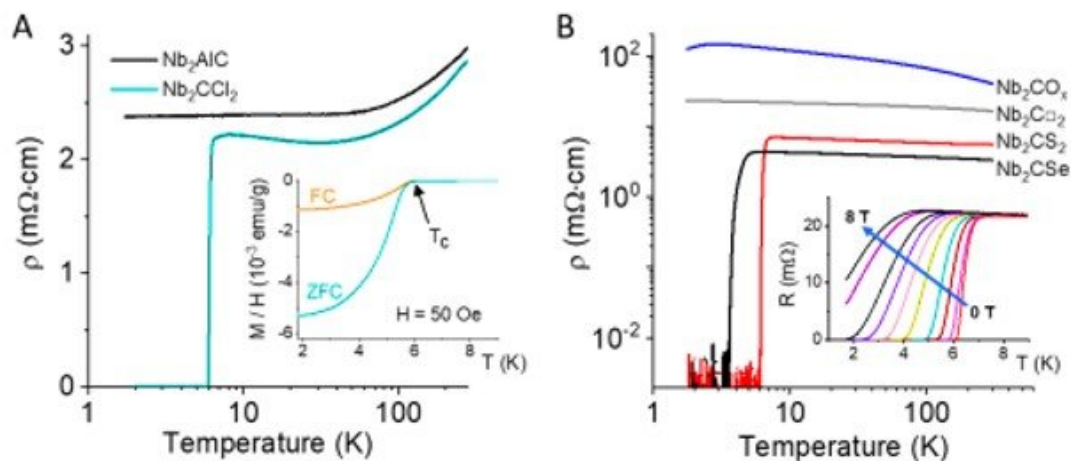 A
3
2
1
0
ρ (mΩ·cm)
Nb₂AlC
Nb₂CCl₂
0
-2
-4
-6
M / H (10⁻³ emu/g)
FC
ZFC
T_C
H = 50 Oe
2
4
6
8
T (K)
1
10
100
Temperature (K)
B
10²
10⁰
10⁻²
ρ (mΩ·cm)
Nb₂COₓ
Nb₂C□₂
Nb₂CS₂
Nb₂CSe
20
10
0
R (mΩ)
8 T
0 T
2
4
6
8
T (K)
1
10
100
Temperature (K)